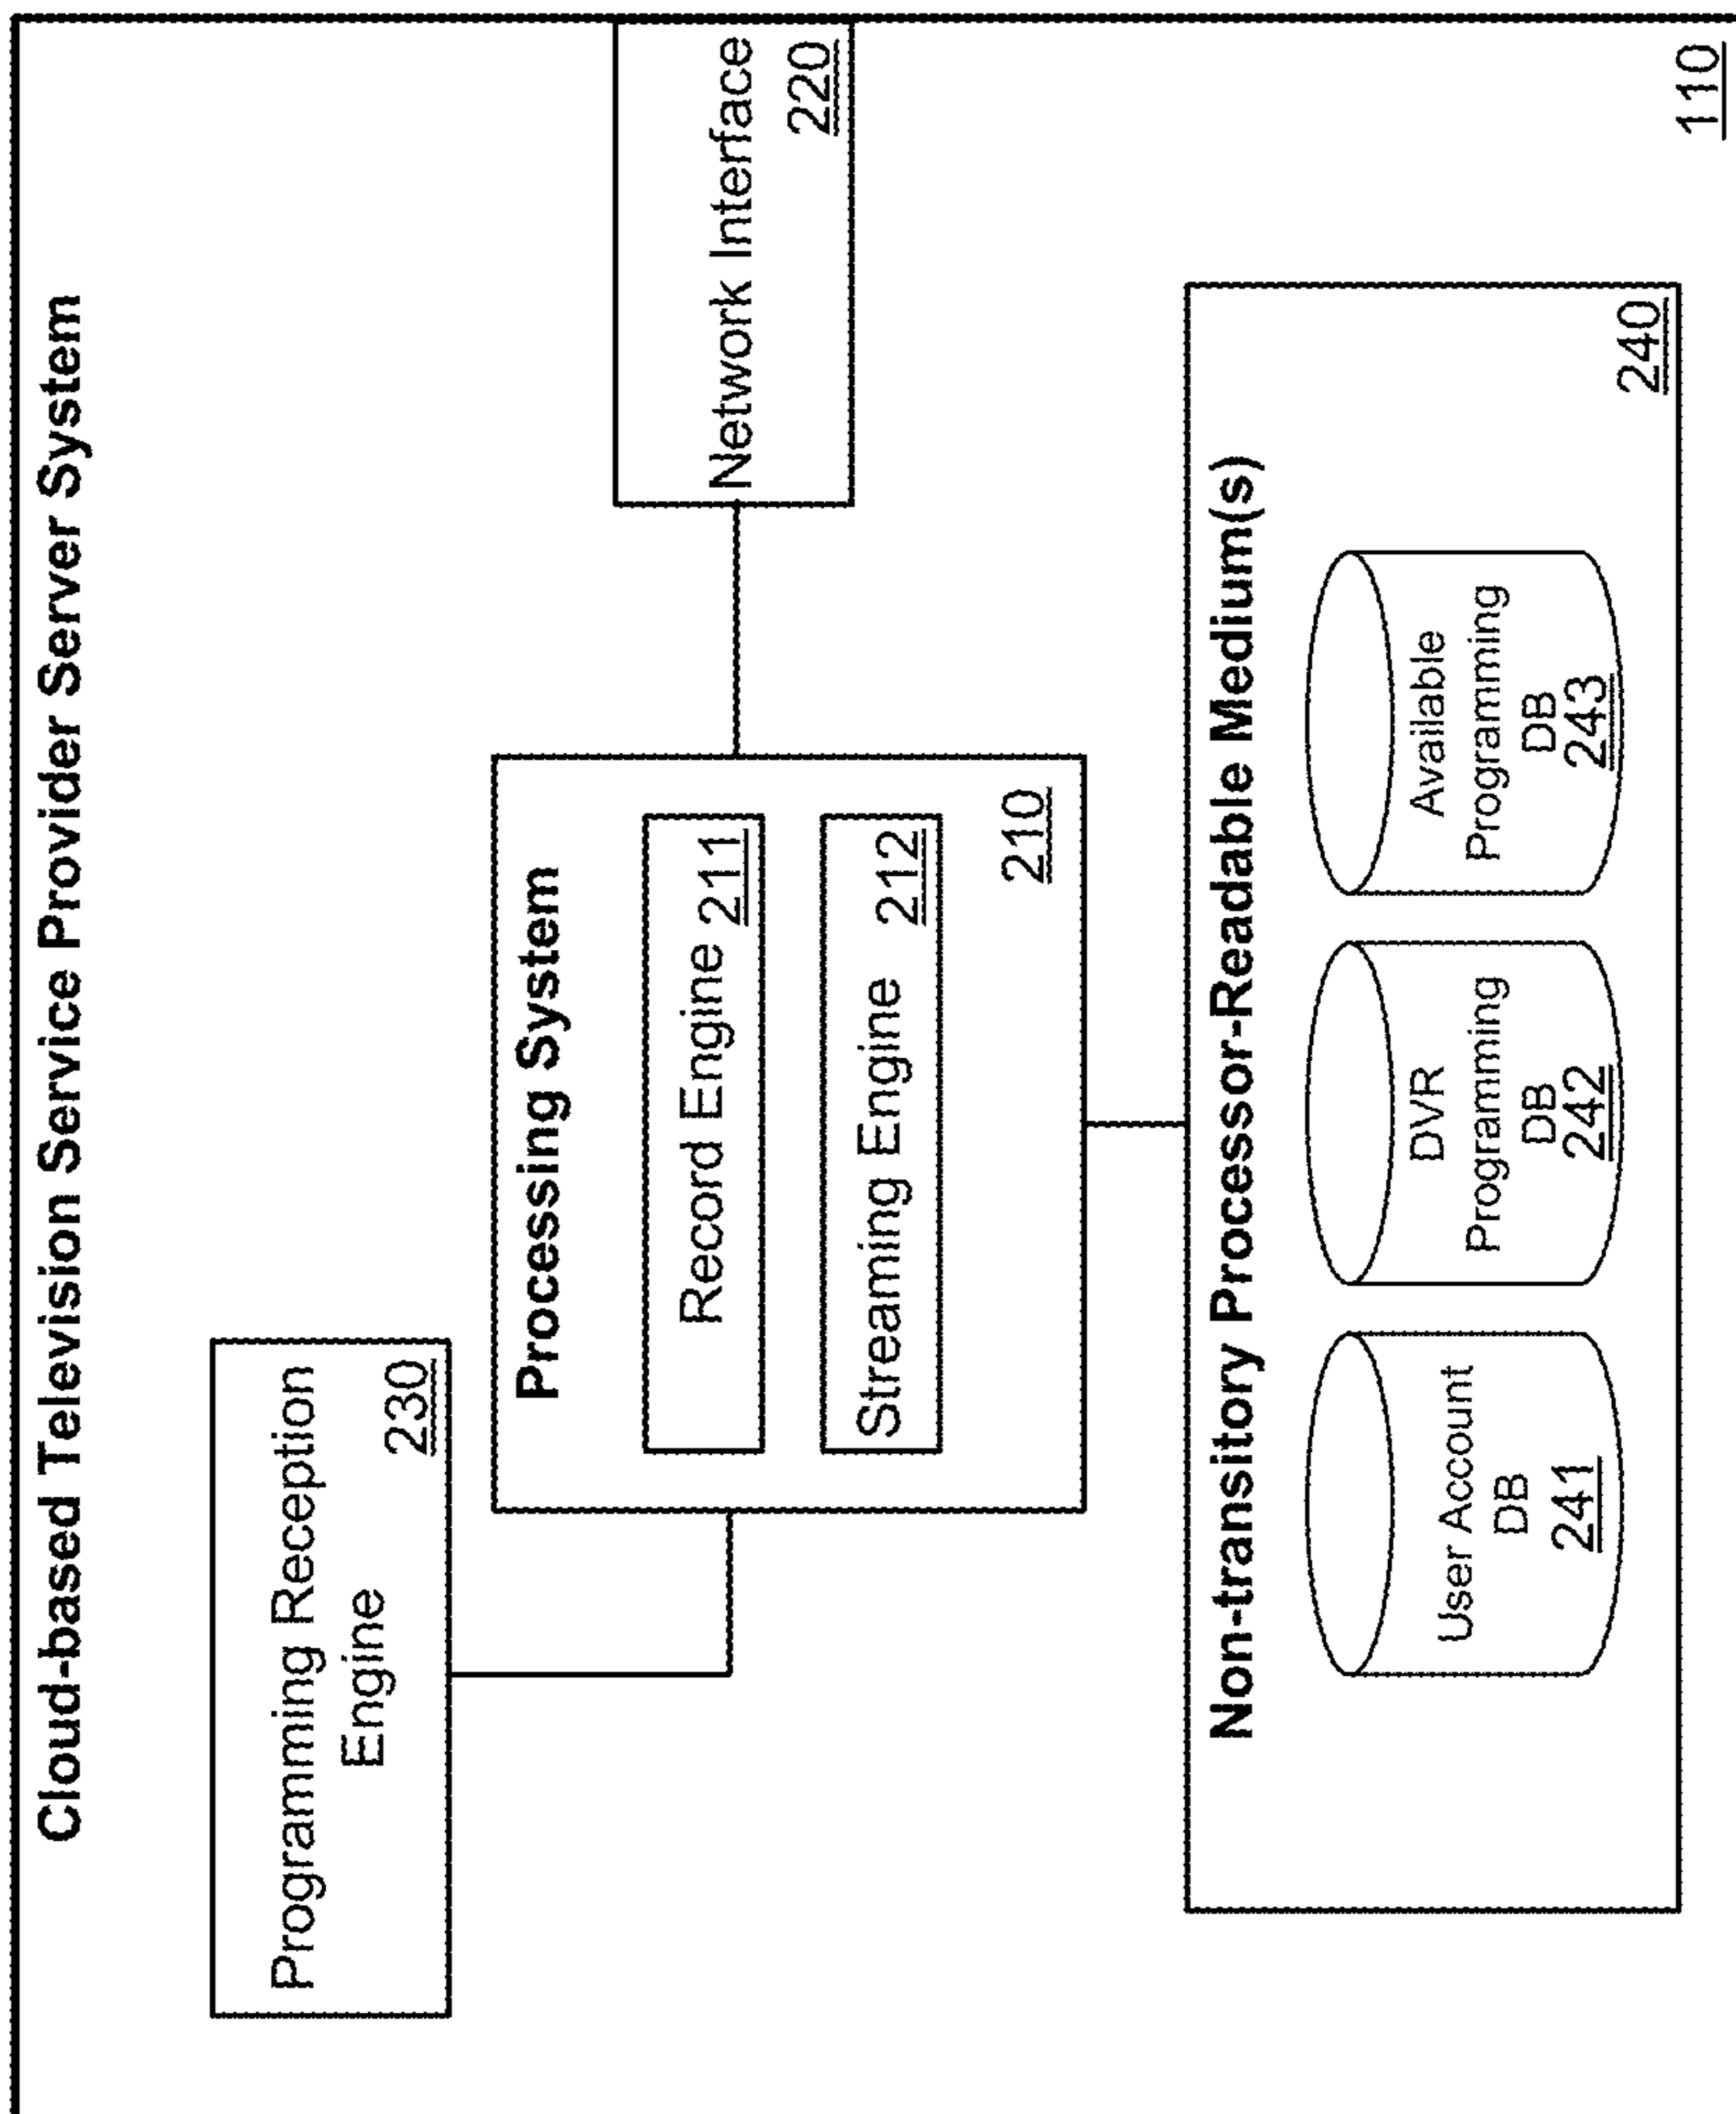 Cloud-based Television Service Provider Server System
Programming Reception
Engine
230
Processing System
Record Engine 211
Streaming Engine 212
210
Network Interface
220
Non-transitory Processor-Readable Medium(s)
User Account
DB
241
DVR
Programming
DB
242
Available
Programming
DB
243
240
110